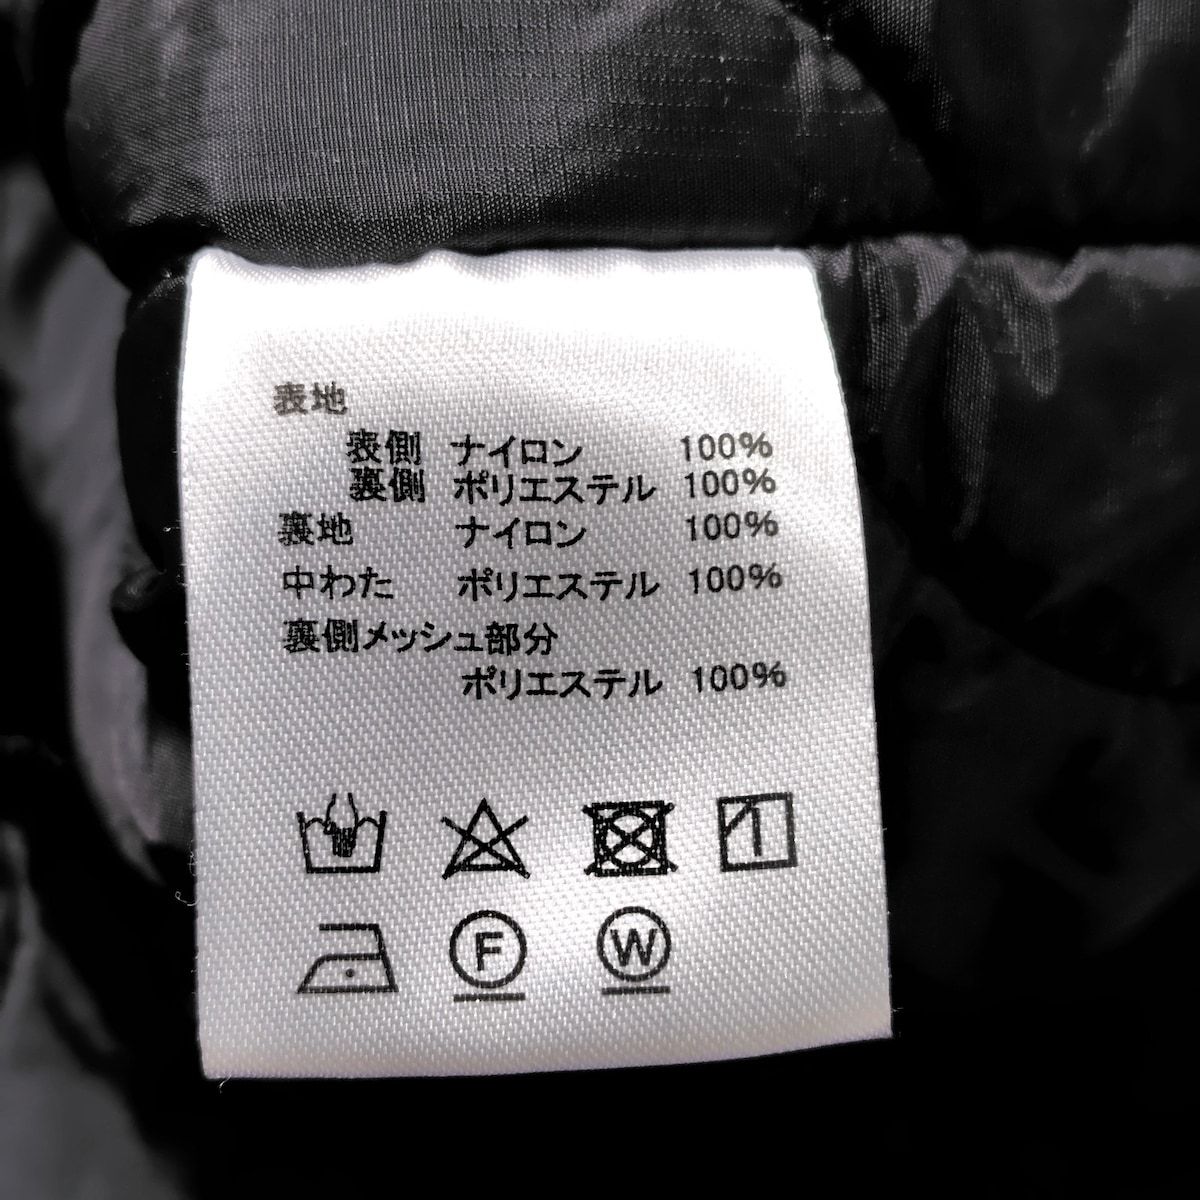 表地
表側 ナイロン 100%
裏側 ポリエステル 100%
裏地 ナイロン 100%
中わた ポリエステル 100%
裏側メッシュ部分
ポリエステル 100%
F W